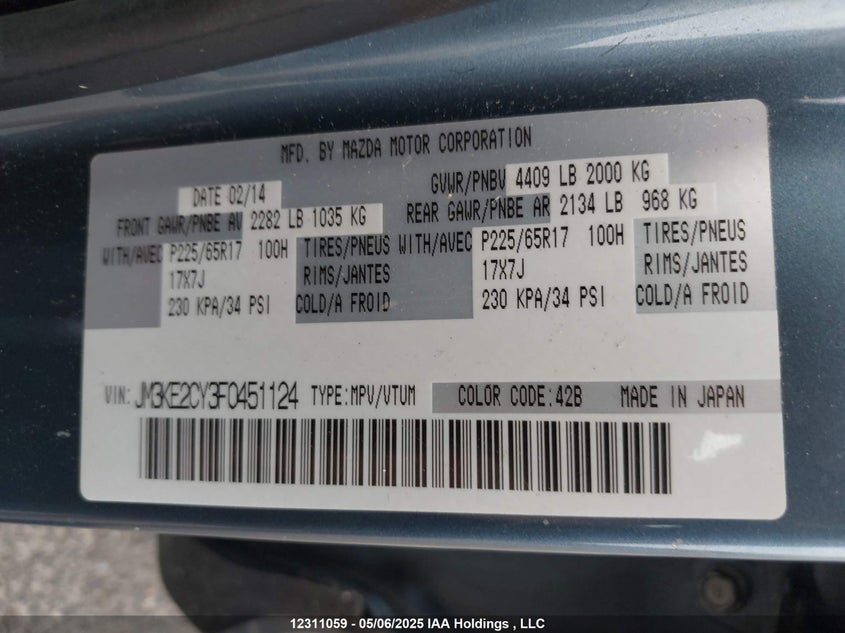 MFD. BY MAZDA MOTOR CORPORATION
DATE 02/14 GVWR/PNBV 4409 LB 2000 KG
FRONT GAWR/PNBE AV 2282 LB 1035 KG REAR GAWR/PNBE AR 2134 LB 968 KG
WITH/AVEC P225/65R17 100H TIRES/PNEUS WITH/AVEC P225/65R17 100H TIRES/PNEUS
17X7J RIMS/JANTES 17X7J RIMS/JANTES
230 KPA/34 PSI COLD/A FROID 230 KPA/34 PSI COLD/A FROID
VIN: JM3KE2CY3F0451124 TYPE:MPV/VTUM COLOR CODE:42B MADE IN JAPAN
12311059 - 05/06/2025 IAA Holdings , LLC